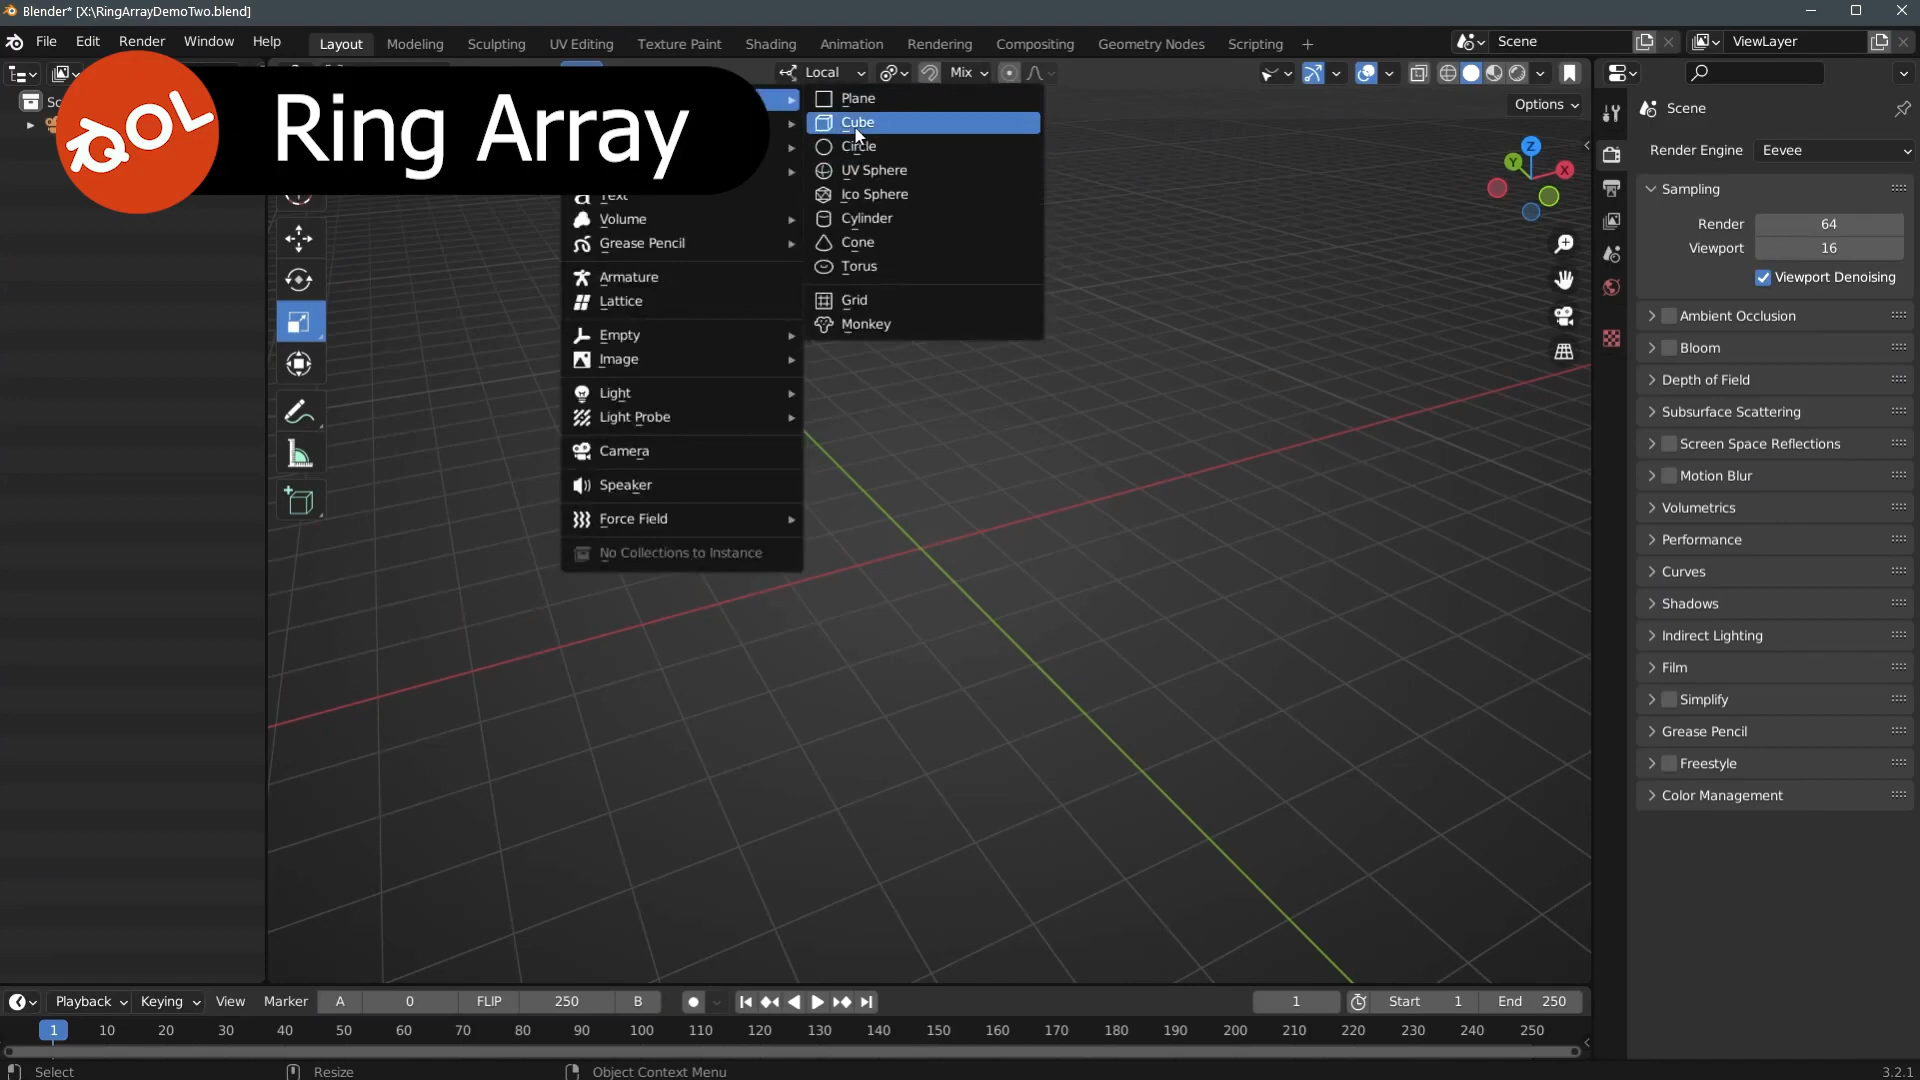 Blender* [X:\RingArrayDemoTwo.blend]
File Edit Render Window Help Layout Modeling Sculpting UV Editing Texture Paint Shading Animation Rendering Compositing Geometry Nodes Scripting + Scene ViewLayer
Local Mix
Options
QOL
Ring Array
Plane
Cube
Circle
UV Sphere
Ico Sphere
Cylinder
Cone
Torus
Grid
Monkey
Text
Volume
Grease Pencil
Armature
Lattice
Empty
Image
Light
Light Probe
Camera
Speaker
Force Field
No Collections to Instance
Z
Y
X
Scene
Render Engine Eevee
Sampling
Render 64
Viewport 16
Viewport Denoising
Ambient Occlusion
Bloom
Depth of Field
Subsurface Scattering
Screen Space Reflections
Motion Blur
Volumetrics
Performance
Curves
Shadows
Indirect Lighting
Film
Simplify
Grease Pencil
Freestyle
Color Management
Playback Keying View Marker A 0 FLIP 250 B 1 Start 1 End 250
1 10 20 30 40 50 60 70 80 90 100 110 120 130 140 150 160 170 180 190 200 210 220 230 240 250
Select Resize Object Context Menu 3.2.1